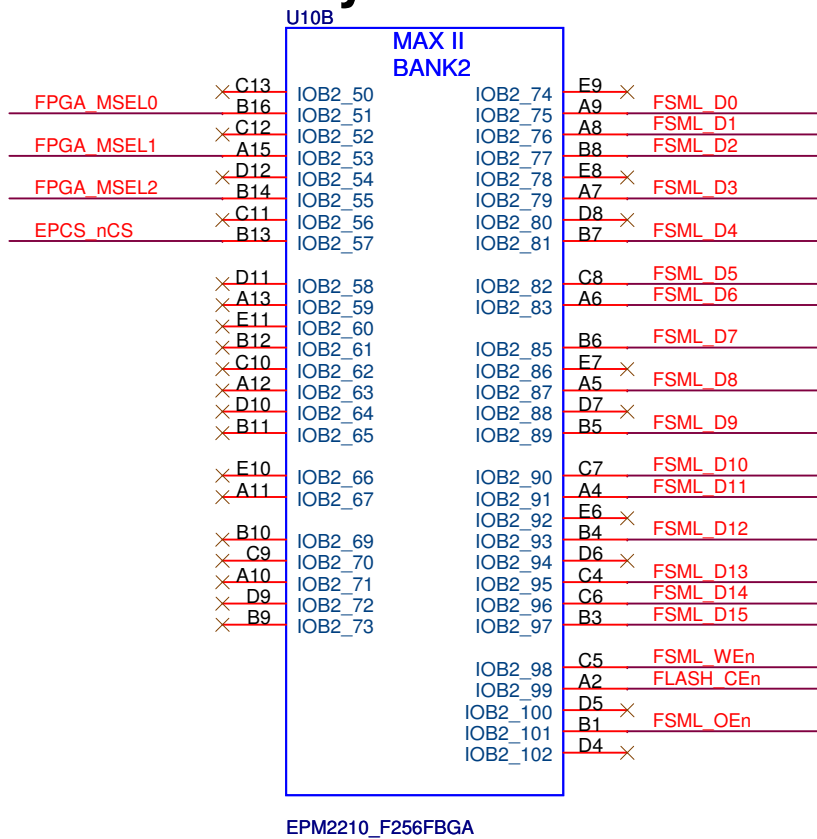 U10B
MAX II
BANK2
C13 IOB2_50 IOB2_74 E9
FPGA_MSEL0 B16 IOB2_51 IOB2_75 A9 FSML_D0
C12 IOB2_52 IOB2_76 A8 FSML_D1
FPGA_MSEL1 A15 IOB2_53 IOB2_77 B8 FSML_D2
D12 IOB2_54 IOB2_78 E8
FPGA_MSEL2 B14 IOB2_55 IOB2_79 A7 FSML_D3
C11 IOB2_56 IOB2_80 D8
EPCS_nCS B13 IOB2_57 IOB2_81 B7 FSML_D4
D11 IOB2_58 IOB2_82 C8 FSML_D5
A13 IOB2_59 IOB2_83 A6 FSML_D6
E11 IOB2_60
B12 IOB2_61 IOB2_85 B6 FSML_D7
C10 IOB2_62 IOB2_86 E7
A12 IOB2_63 IOB2_87 A5 FSML_D8
D10 IOB2_64 IOB2_88 D7
B11 IOB2_65 IOB2_89 B5 FSML_D9
E10 IOB2_66 IOB2_90 C7 FSML_D10
A11 IOB2_67 IOB2_91 A4 FSML_D11
IOB2_92 E6
B10 IOB2_69 IOB2_93 B4 FSML_D12
C9 IOB2_70 IOB2_94 D6
A10 IOB2_71 IOB2_95 C4 FSML_D13
D9 IOB2_72 IOB2_96 C6 FSML_D14
B9 IOB2_73 IOB2_97 B3 FSML_D15
IOB2_98 C5 FSML_WEn
IOB2_99 A2 FLASH_CEn
IOB2_100 D5
IOB2_101 B1 FSML_OEn
IOB2_102 D4
EPM2210_F256FBGA